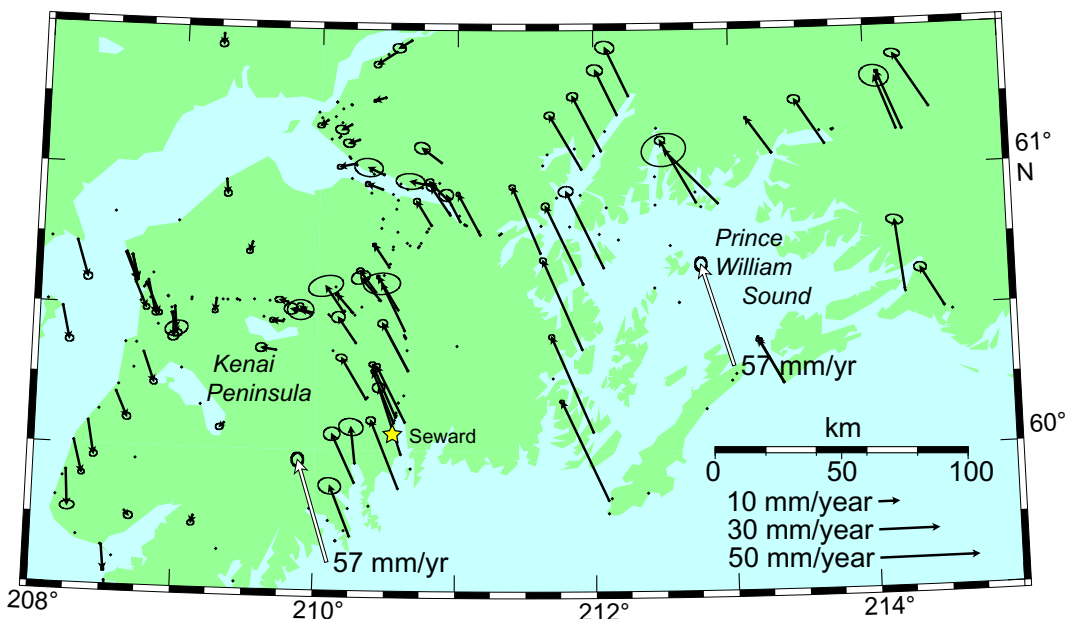 61°
N
Prince
William
Sound
57 mm/yr
Kenai
Peninsula
60°
Seward
km
0 50 100
10 mm/year
30 mm/year
50 mm/year
57 mm/yr
208° 210° 212° 214°